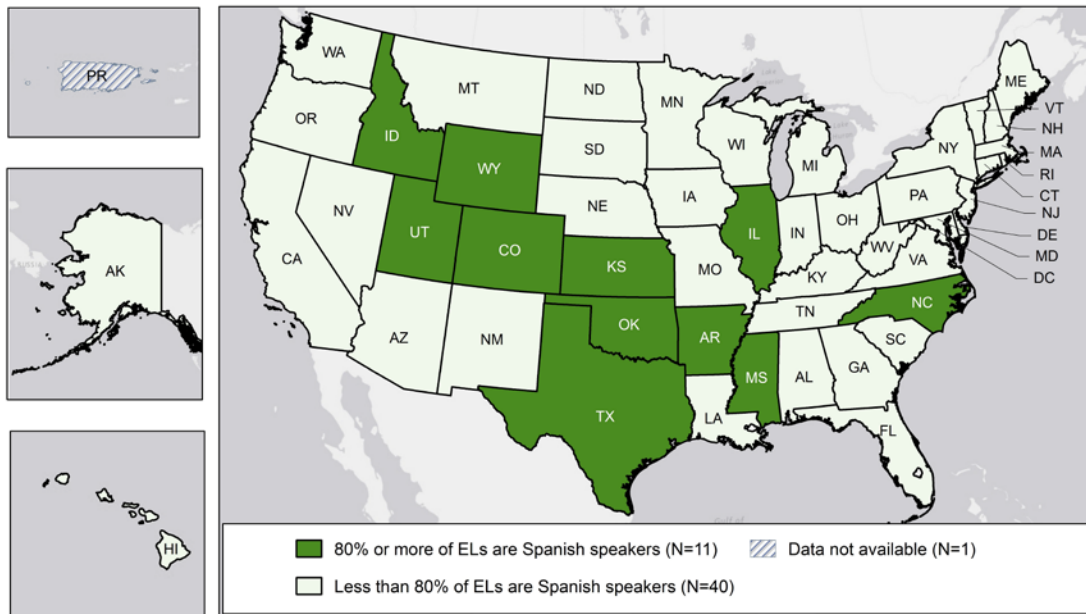 PR
AK
HI
WA
OR
CA
NV
ID
MT
WY
UT
CO
AZ
NM
ND
SD
NE
KS
OK
TX
MN
IA
MO
AR
LA
WI
IL
MI
IN
OH
KY
TN
MS
AL
GA
FL
SC
NC
VA
WV
PA
NY
ME
VT
NH
MA
RI
CT
NJ
DE
MD
DC
80% or more of ELs are Spanish speakers (N=11)
Data not available (N=1)
Less than 80% of ELs are Spanish speakers (N=40)